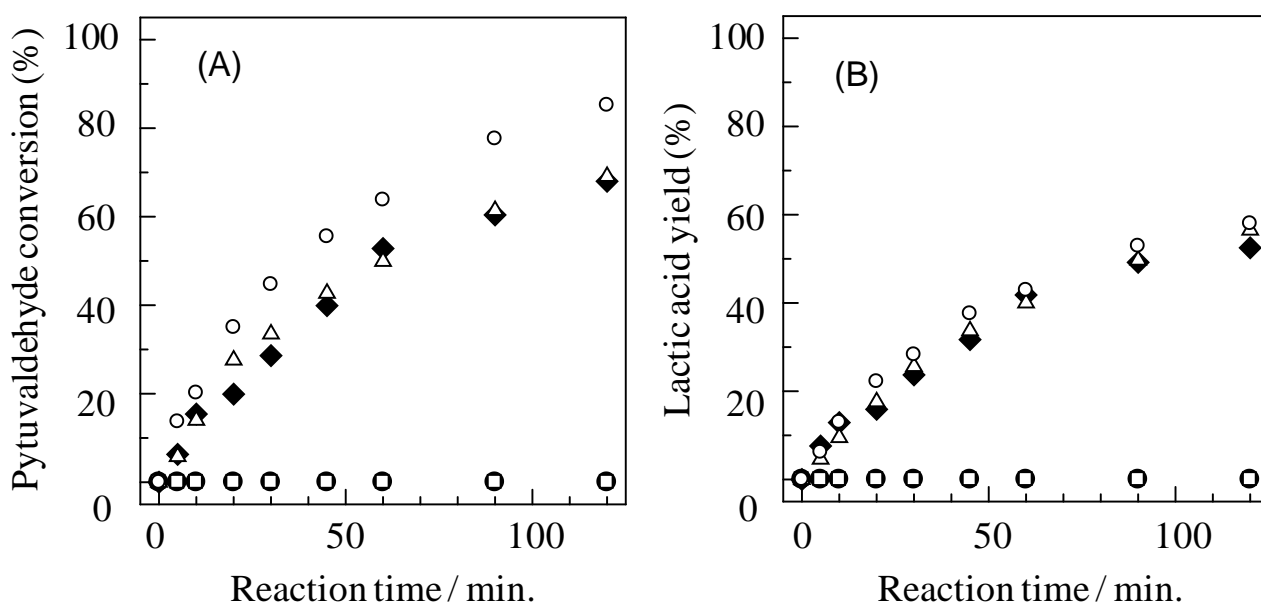 (A)
Pytuvaldehyde conversion (%)
100
80
60
40
20
0
0 50 100
Reaction time / min.
(B)
Lactic acid yield (%)
100
80
60
40
20
0
0 50 100
Reaction time / min.